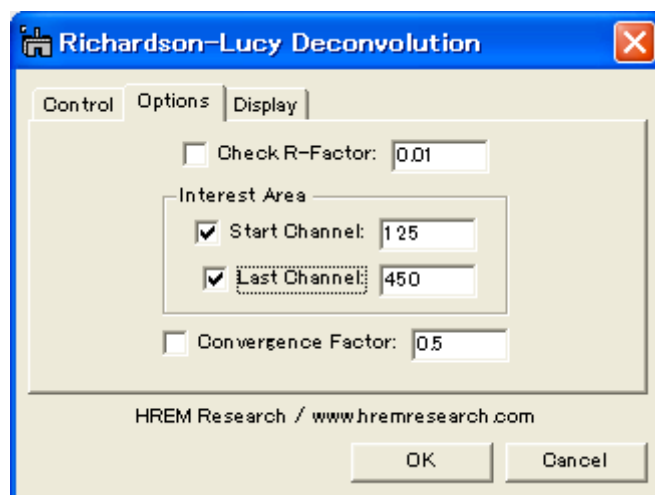 Richardson-Lucy Deconvolution
Control Options Display
Check R-Factor: 0.01
Interest Area
Start Channel: 125
Last Channel: 450
Convergence Factor: 0.5
HREM Research / www.hremresearch.com
OK Cancel